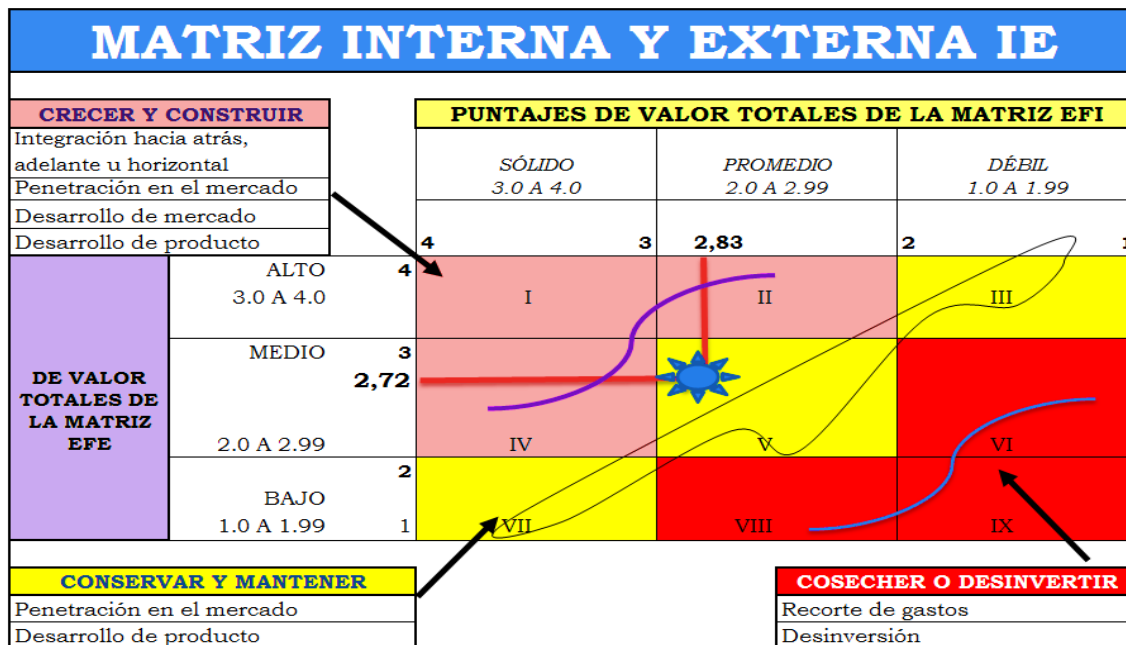 MATRIZ INTERNA Y EXTERNA IE
CRECER Y CONSTRUIR
Integración hacia atrás,
adelante u horizontal
Penetración en el mercado
Desarrollo de mercado
Desarrollo de producto
PUNTAJES DE VALOR TOTALES DE LA MATRIZ EFI
SÓLIDO
3.0 A 4.0
PROMEDIO
2.0 A 2.99
DÉBIL
1.0 A 1.99
4 3 2,83 2 1
DE VALOR
TOTALES DE
LA MATRIZ
EFE
ALTO 4
3.0 A 4.0
I II III
MEDIO 3
2,72
2.0 A 2.99
IV V VI
2
BAJO
1.0 A 1.99 1
VII VIII IX
CONSERVAR Y MANTENER
Penetración en el mercado
Desarrollo de producto
COSECHER O DESINVERTIR
Recorte de gastos
Desinversión